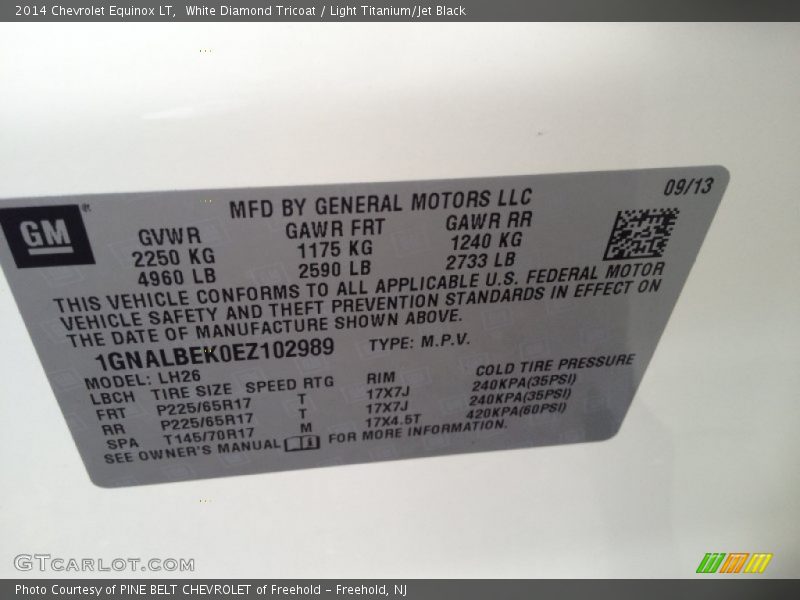 2014 Chevrolet Equinox LT, White Diamond Tricoat / Light Titanium/Jet Black
09/13
GM®
MFD BY GENERAL MOTORS LLC
GVWR GAWR FRT GAWR RR
2250 KG 1175 KG 1240 KG
4960 LB 2590 LB 2733 LB
THIS VEHICLE CONFORMS TO ALL APPLICABLE U.S. FEDERAL MOTOR
VEHICLE SAFETY AND THEFT PREVENTION STANDARDS IN EFFECT ON
THE DATE OF MANUFACTURE SHOWN ABOVE.
1GNALBEK0EZ102989 TYPE: M.P.V.
MODEL: LH26
LBCH TIRE SIZE SPEED RTG RIM COLD TIRE PRESSURE
FRT P225/65R17 T 17X7J 240KPA(35PSI)
RR P225/65R17 T 17X7J 240KPA(35PSI)
SPA T145/70R17 M 17X4.5T 420KPA(60PSI)
SEE OWNER'S MANUAL FOR MORE INFORMATION.
GTCARLOT.COM
Photo Courtesy of PINE BELT CHEVROLET of Freehold - Freehold, NJ